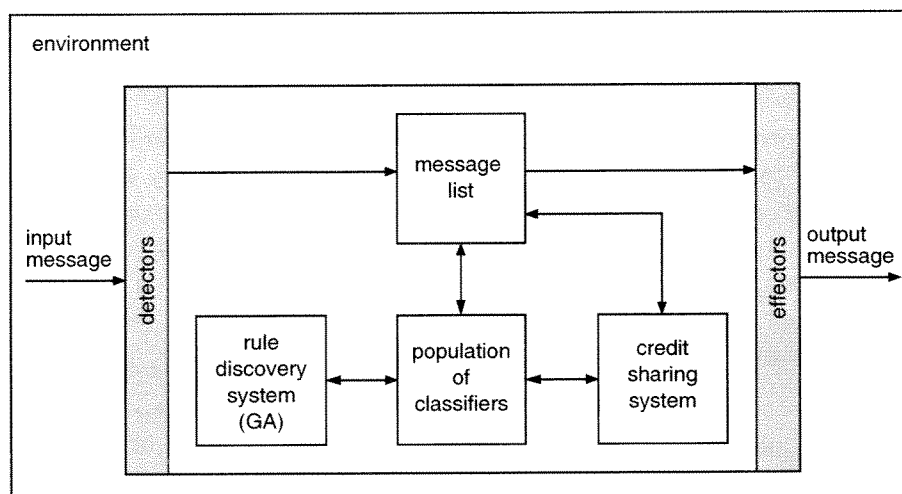 environment
message
list
input
message
detectors
effectors
output
message
rule
discovery
system
(GA)
population
of
classifiers
credit
sharing
system